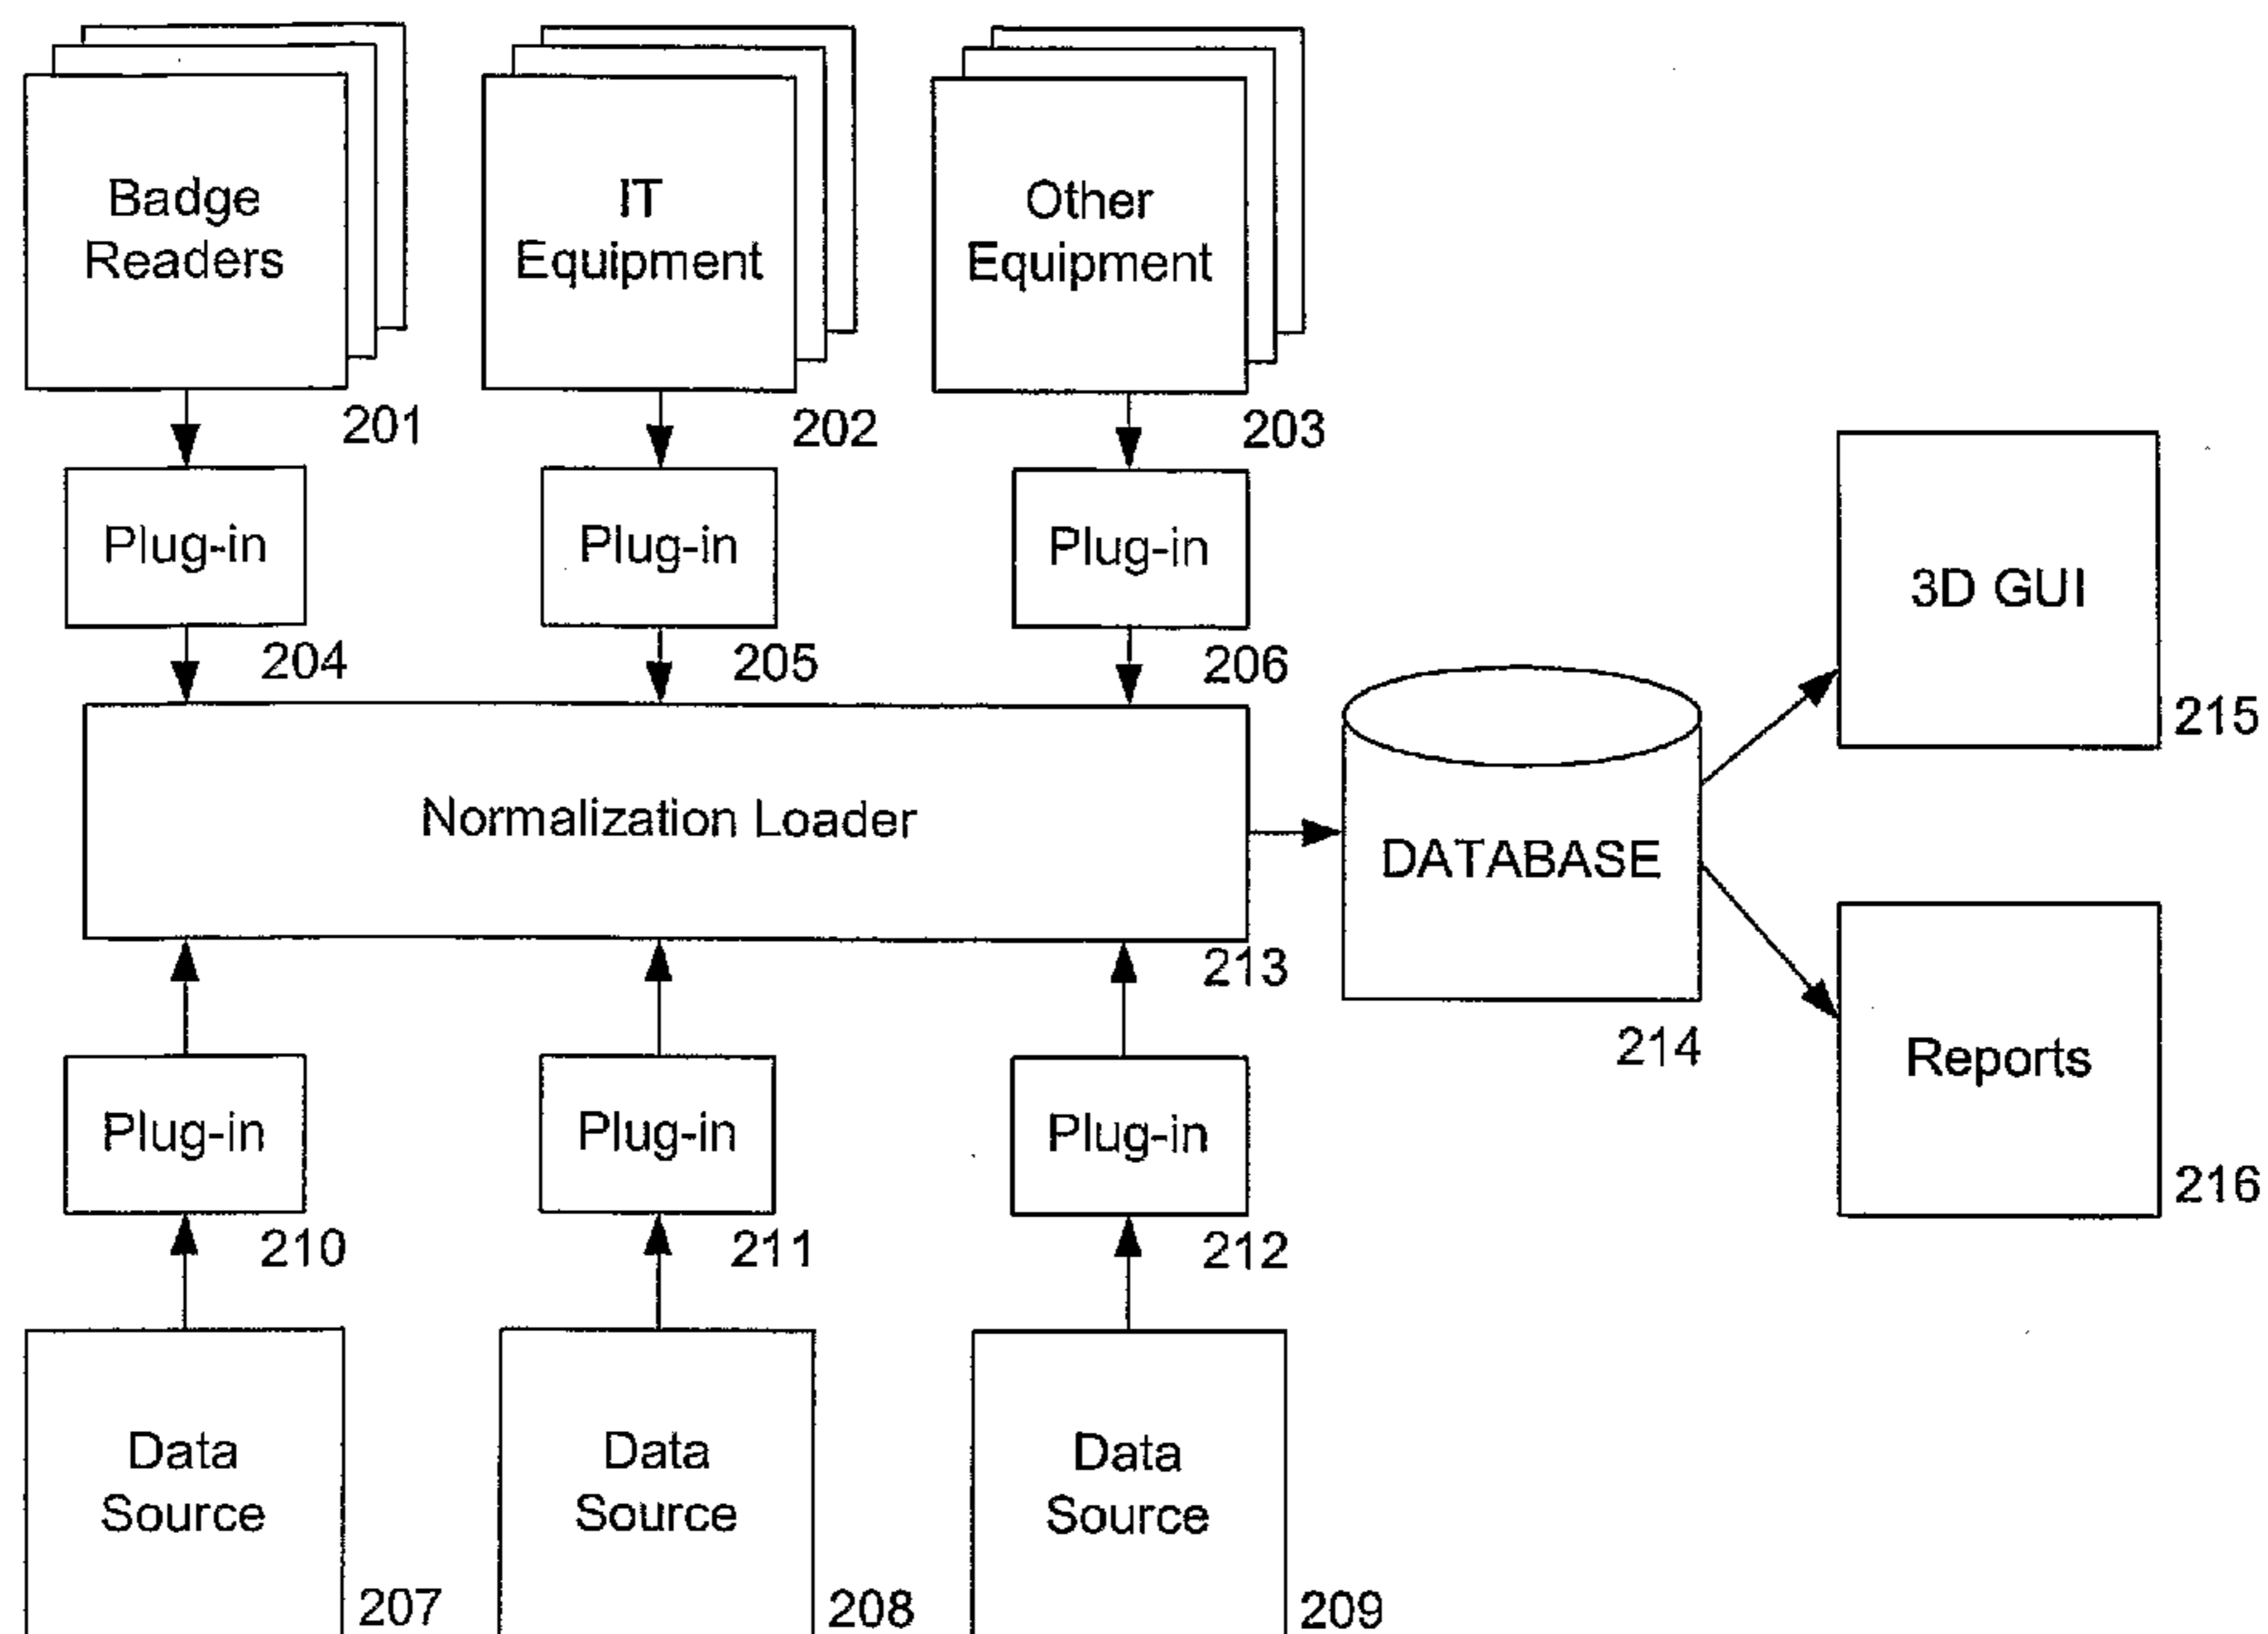 Badge
Readers
IT
Equipment
Other
Equipment
201
202
203
Plug-in
Plug-in
Plug-in
204
205
206
3D GUI
215
Normalization Loader
213
DATABASE
214
Reports
216
Plug-in
Plug-in
Plug-in
210
211
212
Data
Source
Data
Source
Data
Source
207
208
209